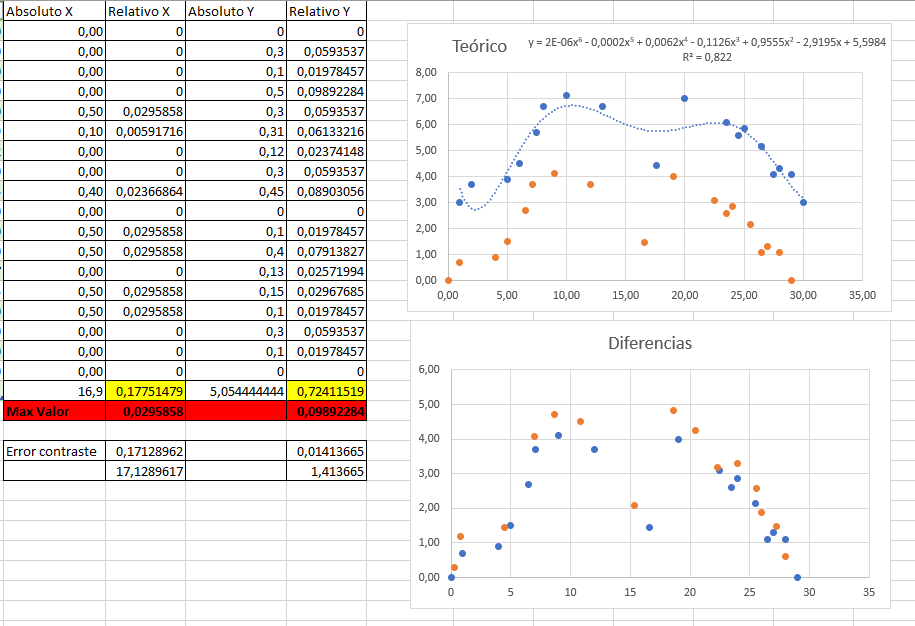 Absoluto X Relativo X Absoluto Y Relativo Y
0,00 0 0 0
0,00 0 0,3 0,0593537
0,00 0 0,1 0,01978457
0,00 0 0,5 0,09892284
0,50 0,0295858 0,3 0,0593537
0,10 0,00591716 0,31 0,06133216
0,00 0 0,12 0,02374148
0,00 0 0,3 0,0593537
0,40 0,02366864 0,45 0,08903056
0,00 0 0 0
0,50 0,0295858 0,1 0,01978457
0,50 0,0295858 0,4 0,07913827
0,00 0 0,13 0,02571994
0,50 0,0295858 0,15 0,02967685
0,50 0,0295858 0,1 0,01978457
0,00 0 0,3 0,0593537
0,00 0 0,1 0,01978457
0,00 0 0 0
16,9 0,17751479 5,054444444 0,72411519
Max Valor 0,0295858 0,09892284
Error contraste 0,17128962 0,01413665
17,1289617 1,413665
Teórico
y = 2E-06x⁶ - 0,0002x⁵ + 0,0062x⁴ - 0,1126x³ + 0,9555x² - 2,9195x + 5,5984
R² = 0,822
8,00
7,00
6,00
5,00
4,00
3,00
2,00
1,00
0,00
0,00 5,00 10,00 15,00 20,00 25,00 30,00 35,00
Diferencias
6,00
5,00
4,00
3,00
2,00
1,00
0,00
0 5 10 15 20 25 30 35